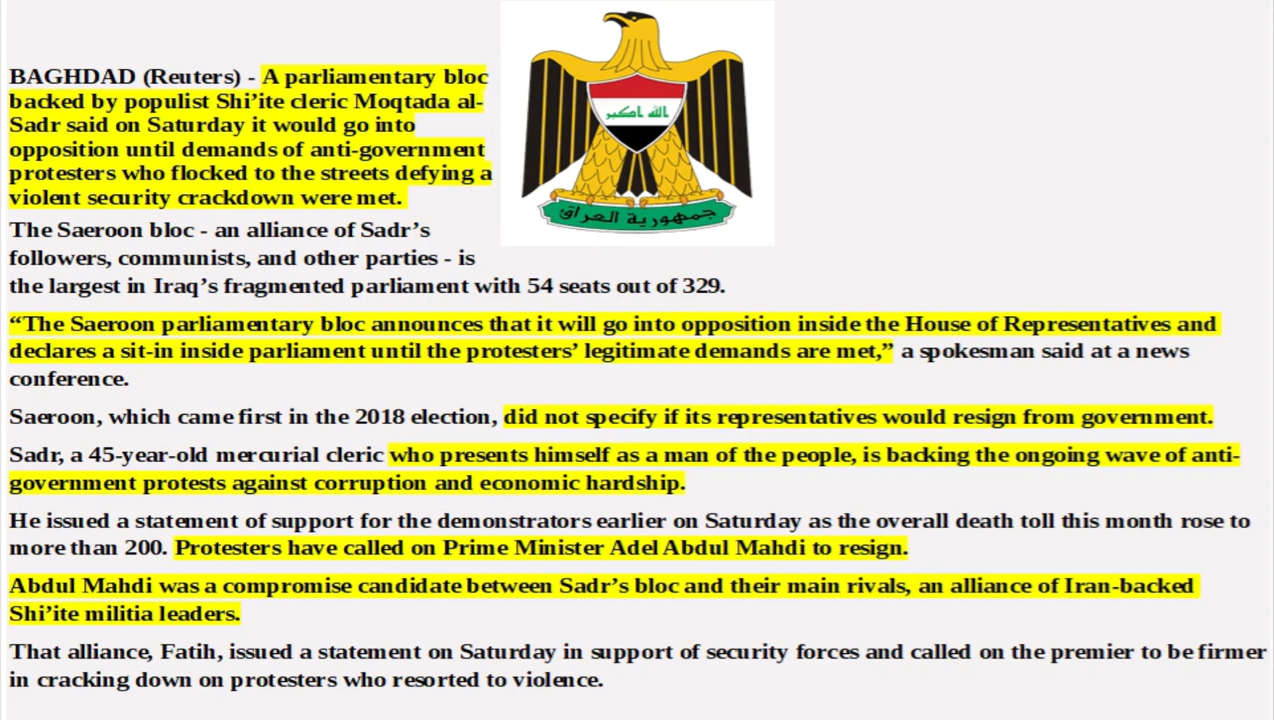 BAGHDAD (Reuters) - A parliamentary bloc
backed by populist Shi’ite cleric Moqtada al-
Sadr said on Saturday it would go into
opposition until demands of anti-government
protesters who flocked to the streets defying a
violent security crackdown were met.
الله اكبر
جمهورية العراق
The Saeroon bloc - an alliance of Sadr’s
followers, communists, and other parties - is
the largest in Iraq’s fragmented parliament with 54 seats out of 329.
“The Saeroon parliamentary bloc announces that it will go into opposition inside the House of Representatives and
declares a sit-in inside parliament until the protesters’ legitimate demands are met,” a spokesman said at a news
conference.
Saeroon, which came first in the 2018 election, did not specify if its representatives would resign from government.
Sadr, a 45-year-old mercurial cleric who presents himself as a man of the people, is backing the ongoing wave of anti-
government protests against corruption and economic hardship.
He issued a statement of support for the demonstrators earlier on Saturday as the overall death toll this month rose to
more than 200. Protesters have called on Prime Minister Adel Abdul Mahdi to resign.
Abdul Mahdi was a compromise candidate between Sadr’s bloc and their main rivals, an alliance of Iran-backed
Shi’ite militia leaders.
That alliance, Fatih, issued a statement on Saturday in support of security forces and called on the premier to be firmer
in cracking down on protesters who resorted to violence.